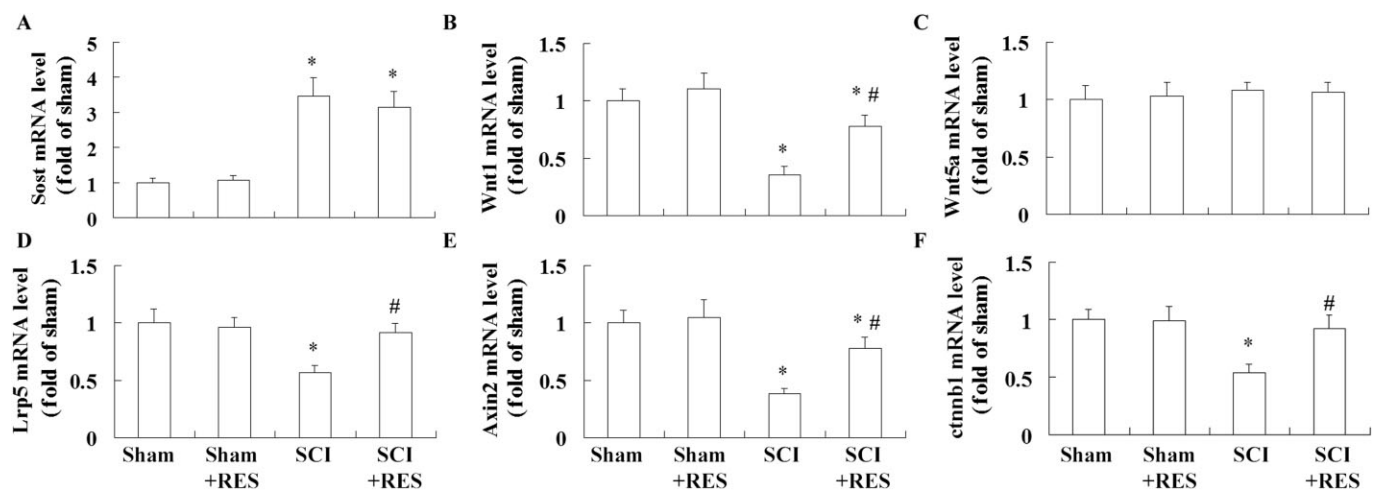 A
Sost mRNA level
(fold of sham)
5
4
3
2
1
0
*
*
B
Wnt1 mRNA level
(fold of sham)
1.5
1
0.5
0
*
* #
C
Wnt5a mRNA level
(fold of sham)
1.5
1
0.5
0
D
Lrp5 mRNA level
(fold of sham)
1.5
1
0.5
0
*
#
Sham
Sham
+RES
SCI
SCI
+RES
E
Axin2 mRNA level
(fold of sham)
1.5
1
0.5
0
*
* #
Sham
Sham
+RES
SCI
SCI
+RES
F
ctnnb1 mRNA level
(fold of sham)
1.5
1
0.5
0
*
#
Sham
Sham
+RES
SCI
SCI
+RES